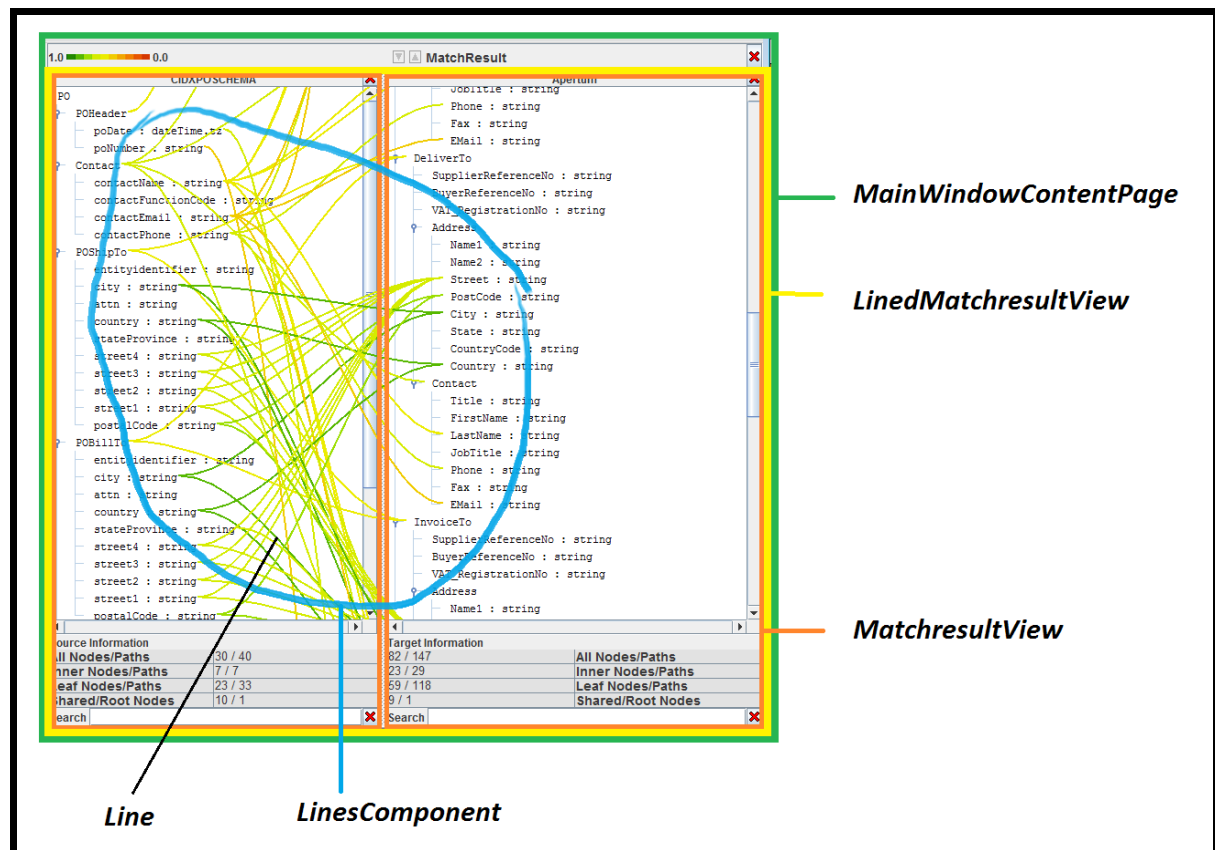 1.0 0.0 MatchResult
CIDXPOSCHEMA
PO
POHeader
poDate : dateTime.tz
poNumber : string
Contact
contactName : string
contactFunctionCode : string
contactEmail : string
contactPhone : string
POShipTo
entityidentifier : string
city : string
attn : string
country : string
stateProvince : string
street4 : string
street3 : string
street2 : string
street1 : string
postalCode : string
POBillTo
entityidentifier : string
city : string
attn : string
country : string
stateProvince : string
street4 : string
street3 : string
street2 : string
street1 : string
postalCode : string
Source Information
All Nodes/Paths 30 / 40
Inner Nodes/Paths 7 / 7
Leaf Nodes/Paths 23 / 33
Shared/Root Nodes 10 / 1
Search
Apertum
JobTitle : string
Phone : string
Fax : string
EMail : string
DeliverTo
SupplierReferenceNo : string
BuyerReferenceNo : string
VAT_RegistrationNo : string
Address
Name1 : string
Name2 : string
Street : string
PostCode : string
City : string
State : string
CountryCode : string
Country : string
Contact
Title : string
FirstName : string
LastName : string
JobTitle : string
Phone : string
Fax : string
EMail : string
InvoiceTo
SupplierReferenceNo : string
BuyerReferenceNo : string
VAT_RegistrationNo : string
Address
Name1 : string
Target Information
82 / 147 All Nodes/Paths
23 / 29 Inner Nodes/Paths
59 / 118 Leaf Nodes/Paths
9 / 1 Shared/Root Nodes
Search
MainWindowContentPage
LinedMatchresultView
MatchresultView
Line
LinesComponent